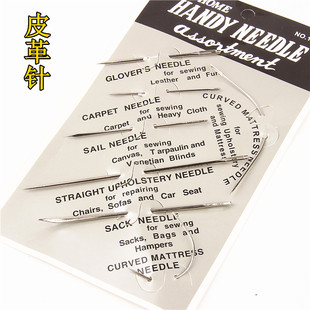 皮革针
HOME
HANDY NEEDLE
NO.
assortment
GLOVER'S NEEDLE
for sewing
Leather and Fur
CARPET NEEDLE
for sewing
Carpet and Heavy Cloth
SAIL NEEDLE
for sewing
Canvas, Tarpaulin and
Venetian Blinds
STRAIGHT UPHOLSTERY NEEDLE
for repairing
Chairs, Sofas and Car Seat
SACK NEEDLE
for sewing
Sacks, Bags and
Hampers
CURVED MATTRESS
NEEDLE
CURVED MATTRESS NEEDLE
for sewing
Upholstery
and Mattress